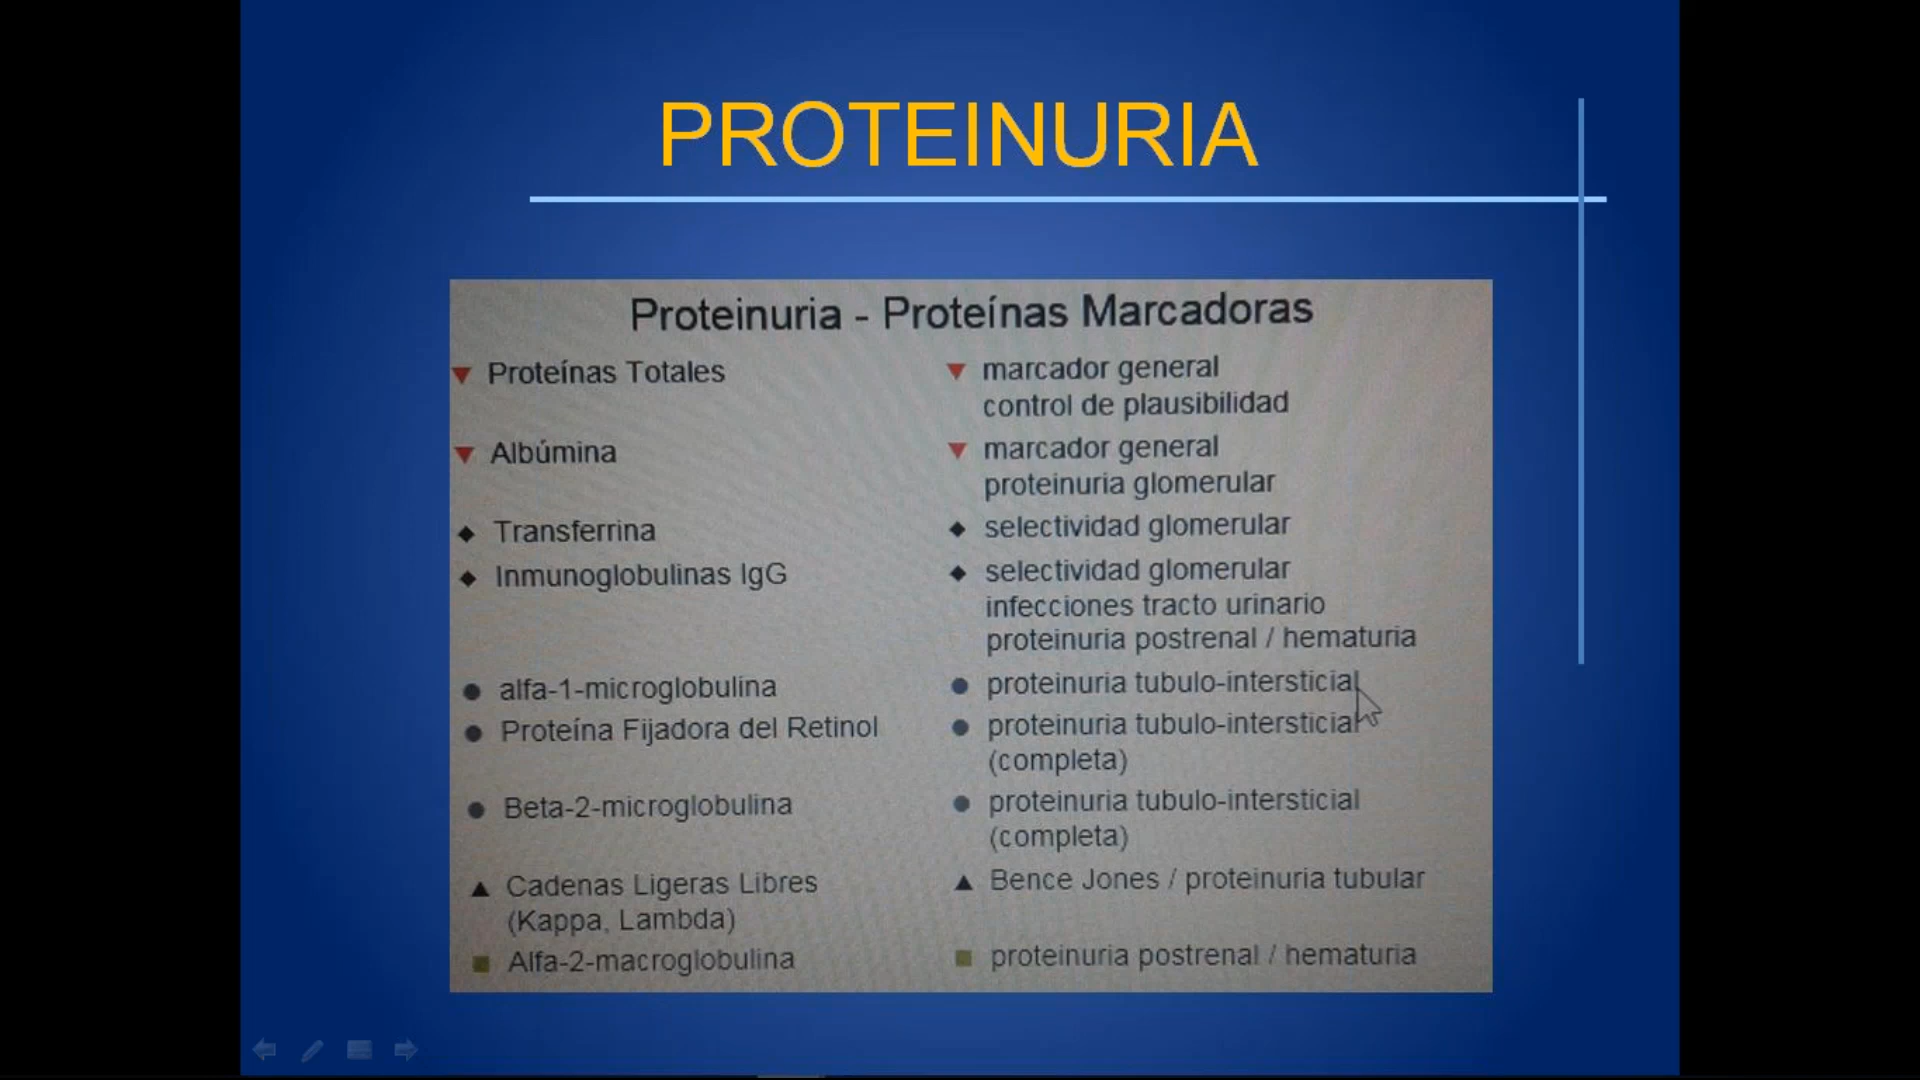 PROTEINURIA
Proteinuria - Proteínas Marcadoras
Proteínas Totales
marcador general
control de plausibilidad
Albúmina
marcador general
proteinuria glomerular
Transferrina
selectividad glomerular
Inmunoglobulinas IgG
selectividad glomerular
infecciones tracto urinario
proteinuria postrenal / hematuria
alfa-1-microglobulina
proteinuria tubulo-intersticial
Proteína Fijadora del Retinol
proteinuria tubulo-intersticial
(completa)
Beta-2-microglobulina
proteinuria tubulo-intersticial
(completa)
Cadenas Ligeras Libres
(Kappa, Lambda)
Bence Jones / proteinuria tubular
Alfa-2-macroglobulina
proteinuria postrenal / hematuria